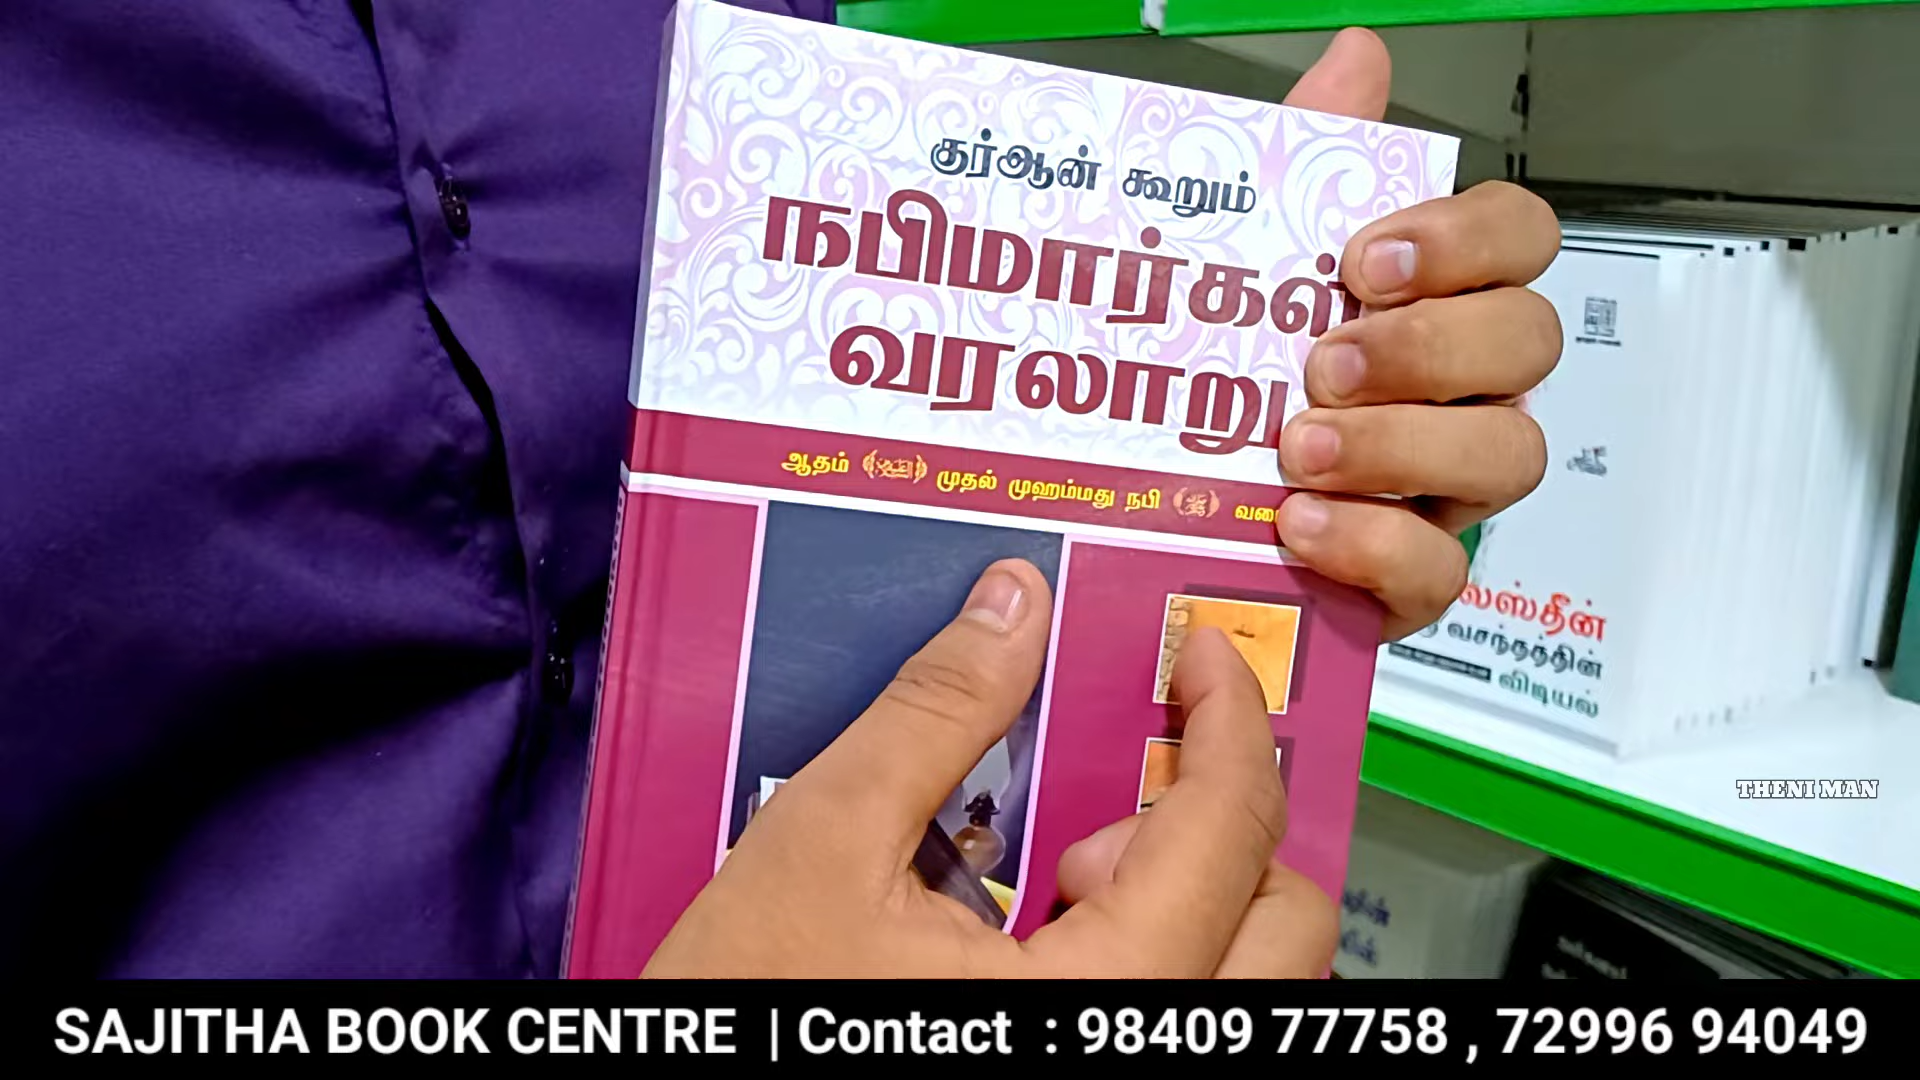 குர்ஆன் கூறும்
நபிமார்கள்
வரலாறு
ஆதம் முதல் முஹம்மது நபி
வசந்தத்தின்
விடியல்
THENI MAN
SAJITHA BOOK CENTRE | Contact : 98409 77758 , 72996 94049